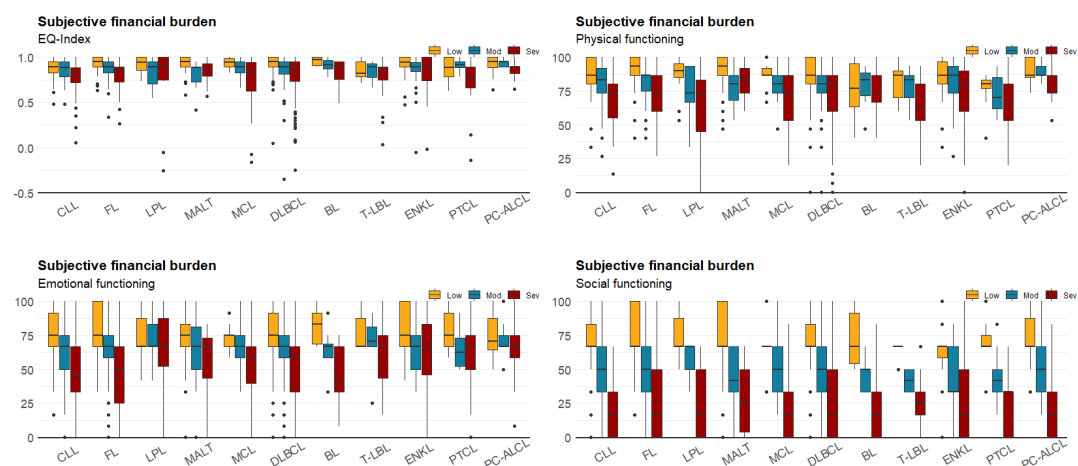 Subjective financial burden
EQ-Index
Low Mod Sev
1.0
0.5
0.0
-0.5
CLL FL LPL MALT MCL DLBCL BL T-LBL ENKL PTCL PC-ALCL
Subjective financial burden
Physical functioning
Low Mod Sev
100
75
50
25
0
CLL FL LPL MALT MCL DLBCL BL T-LBL ENKL PTCL PC-ALCL
Subjective financial burden
Emotional functioning
Low Mod Sev
100
75
50
25
0
CLL FL LPL MALT MCL DLBCL BL T-LBL ENKL PTCL PC-ALCL
Subjective financial burden
Social functioning
Low Mod Sev
100
75
50
25
0
CLL FL LPL MALT MCL DLBCL BL T-LBL ENKL PTCL PC-ALCL